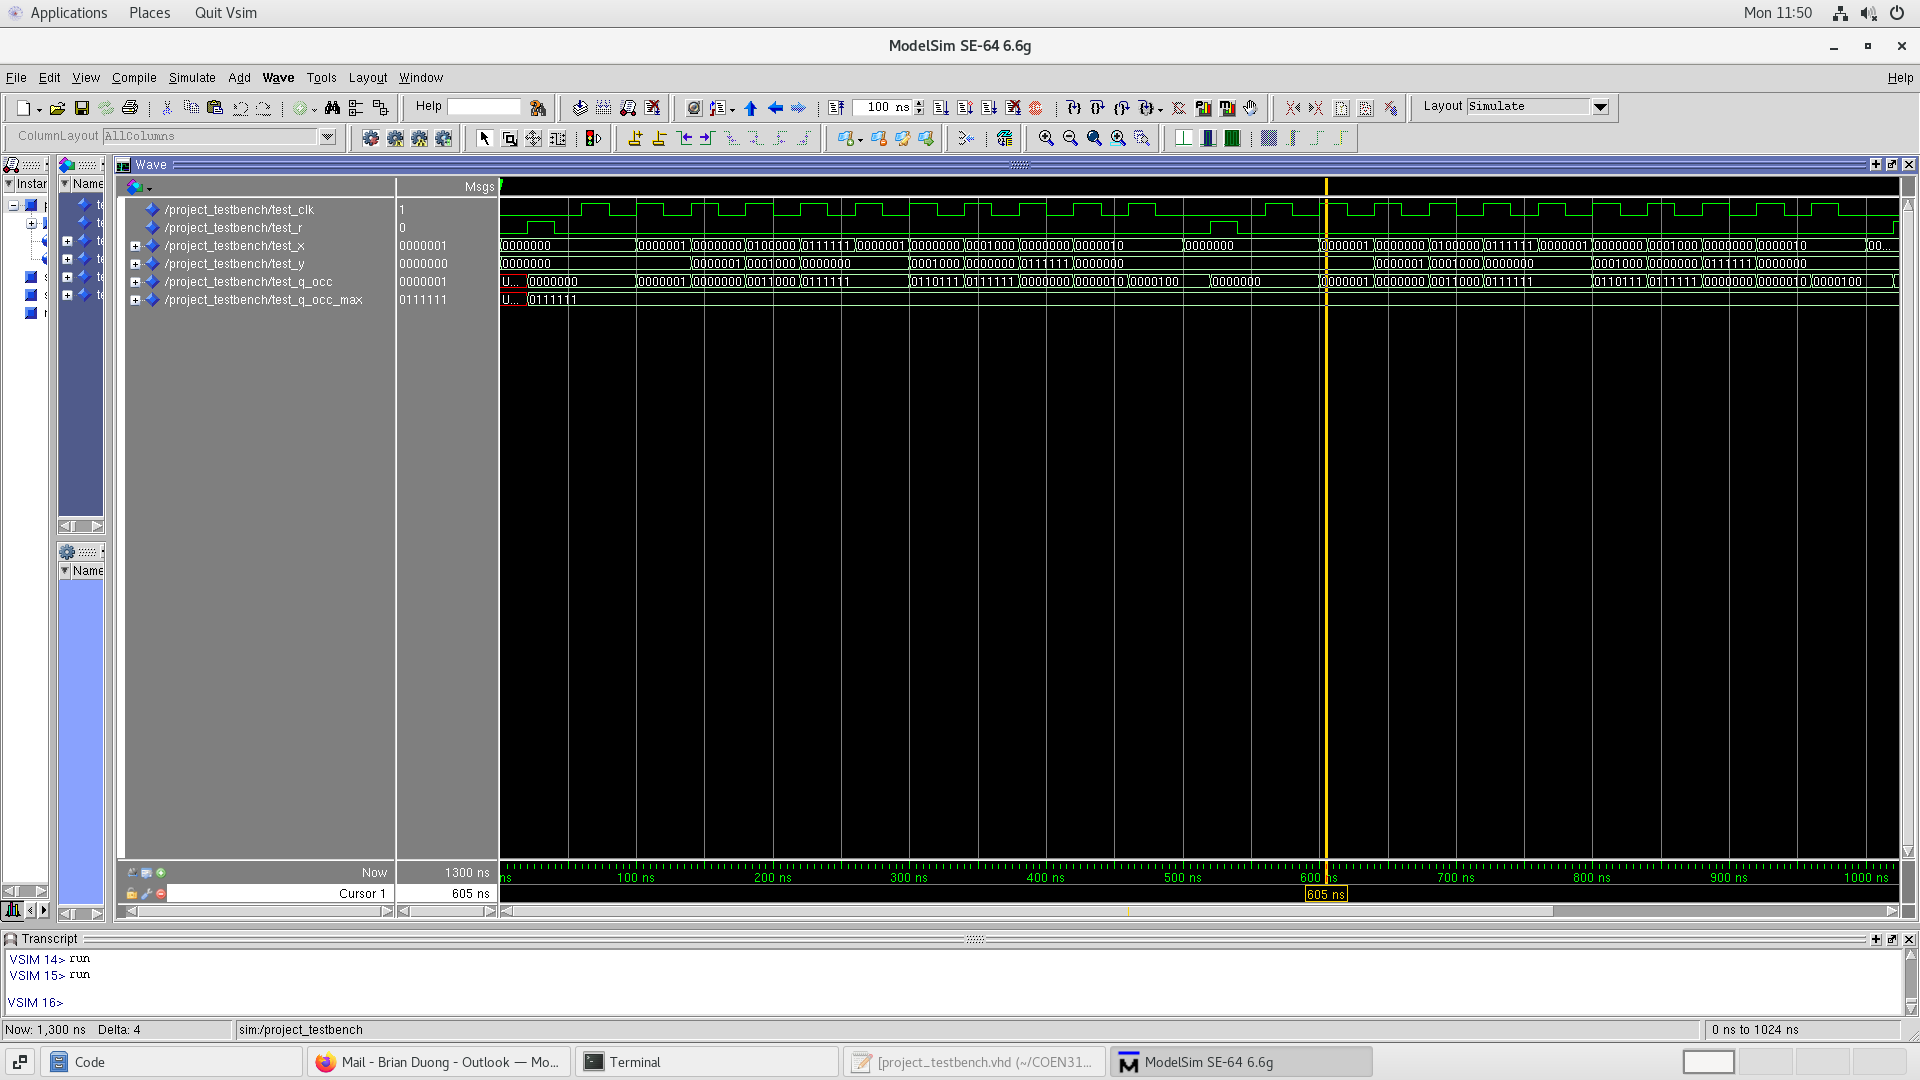 Applications Places Quit Vsim Mon 11:50
ModelSim SE-64 6.6g
File Edit View Compile Simulate Add Wave Tools Layout Window Help
Help 100 ns Layout Simulate
ColumnLayout AllColumns
Wave
Instar Name Msgs
/project_testbench/test_clk 1
/project_testbench/test_r 0
/project_testbench/test_x 0000001 0000000 0000001 0000000 0100000 0111111 0000001 0000000 0001000 0000000 0000010 0000000 0000001 0000000 0100000 0111111 0000001 0000000 0001000 0000000 0000010 00...
/project_testbench/test_y 0000000 0000000 0000001 0001000 0000000 0001000 0000000 0111111 0000000 0000001 0001000 0000000 0001000 0000000 0111111 0000000
/project_testbench/test_q_occ 0000001 U... 0000000 0000001 0000000 0011000 0111111 0110111 0111111 0000000 0000010 0000100 0000000 0000001 0000000 0011000 0111111 0110111 0111111 0000000 0000010 0000100
/project_testbench/test_q_occ_max 0111111 U... 0111111
Name
Now 1300 ns ns 100 ns 200 ns 300 ns 400 ns 500 ns 600 ns 700 ns 800 ns 900 ns 1000 ns
Cursor 1 605 ns 605 ns
Transcript
VSIM 14> run
VSIM 15> run
VSIM 16>
Now: 1,300 ns Delta: 4 sim:/project_testbench 0 ns to 1024 ns
Code Mail - Brian Duong - Outlook — Mo... Terminal [project_testbench.vhd (~/COEN31... ModelSim SE-64 6.6g